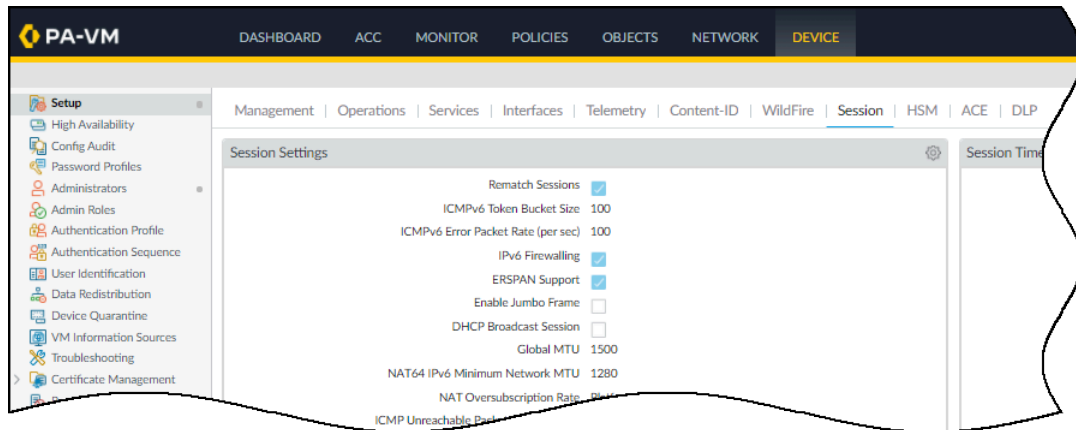 PA-VM
DASHBOARD ACC MONITOR POLICIES OBJECTS NETWORK DEVICE
Setup
High Availability
Config Audit
Password Profiles
Administrators
Admin Roles
Authentication Profile
Authentication Sequence
User Identification
Data Redistribution
Device Quarantine
VM Information Sources
Troubleshooting
Certificate Management
Management | Operations | Services | Interfaces | Telemetry | Content-ID | WildFire | Session | HSM | ACE | DLP
Session Settings
Rematch Sessions
ICMPv6 Token Bucket Size 100
ICMPv6 Error Packet Rate (per sec) 100
IPv6 Firewalling
ERSPAN Support
Enable Jumbo Frame
DHCP Broadcast Session
Global MTU 1500
NAT64 IPv6 Minimum Network MTU 1280
NAT Oversubscription Rate
ICMP Unreachable
Session Time